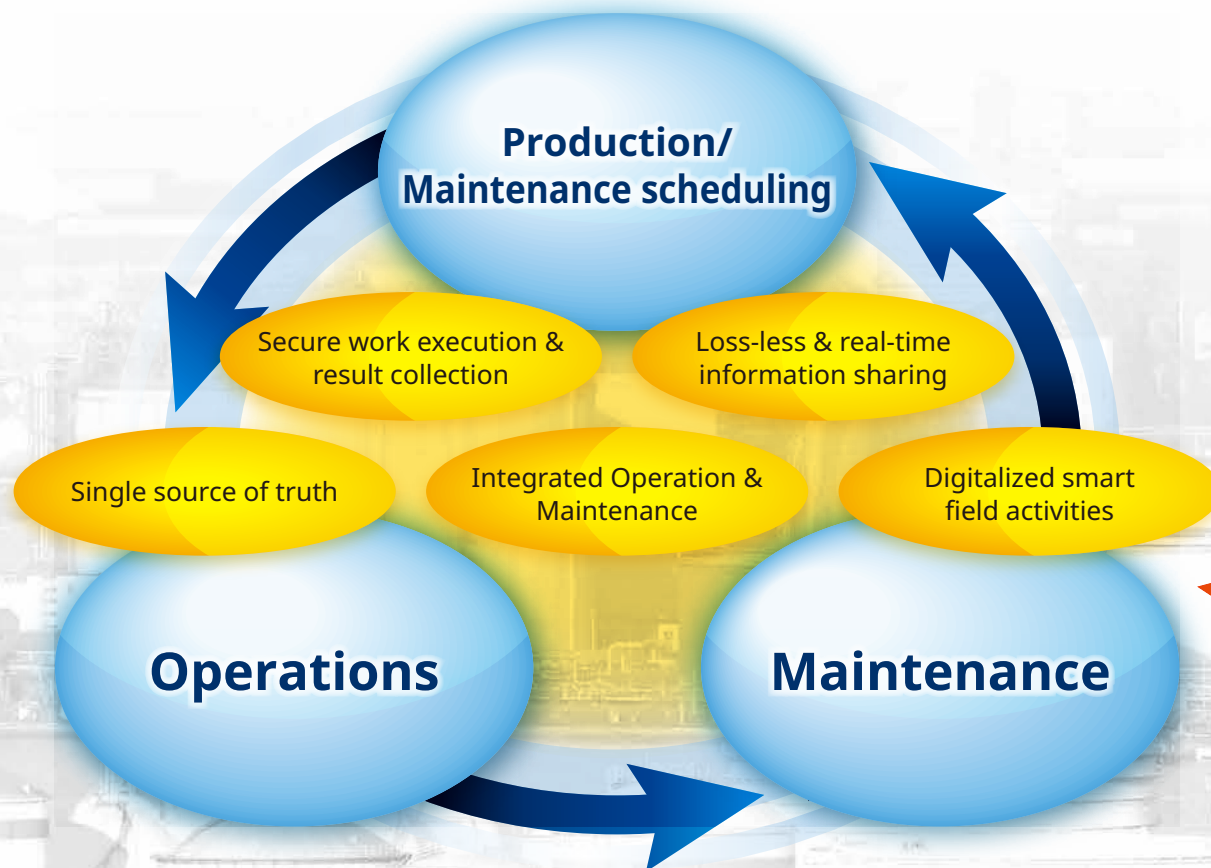 Production/
Maintenance scheduling
Secure work execution &
result collection
Loss-less & real-time
information sharing
Single source of truth
Integrated Operation &
Maintenance
Digitalized smart
field activities
Operations
Maintenance